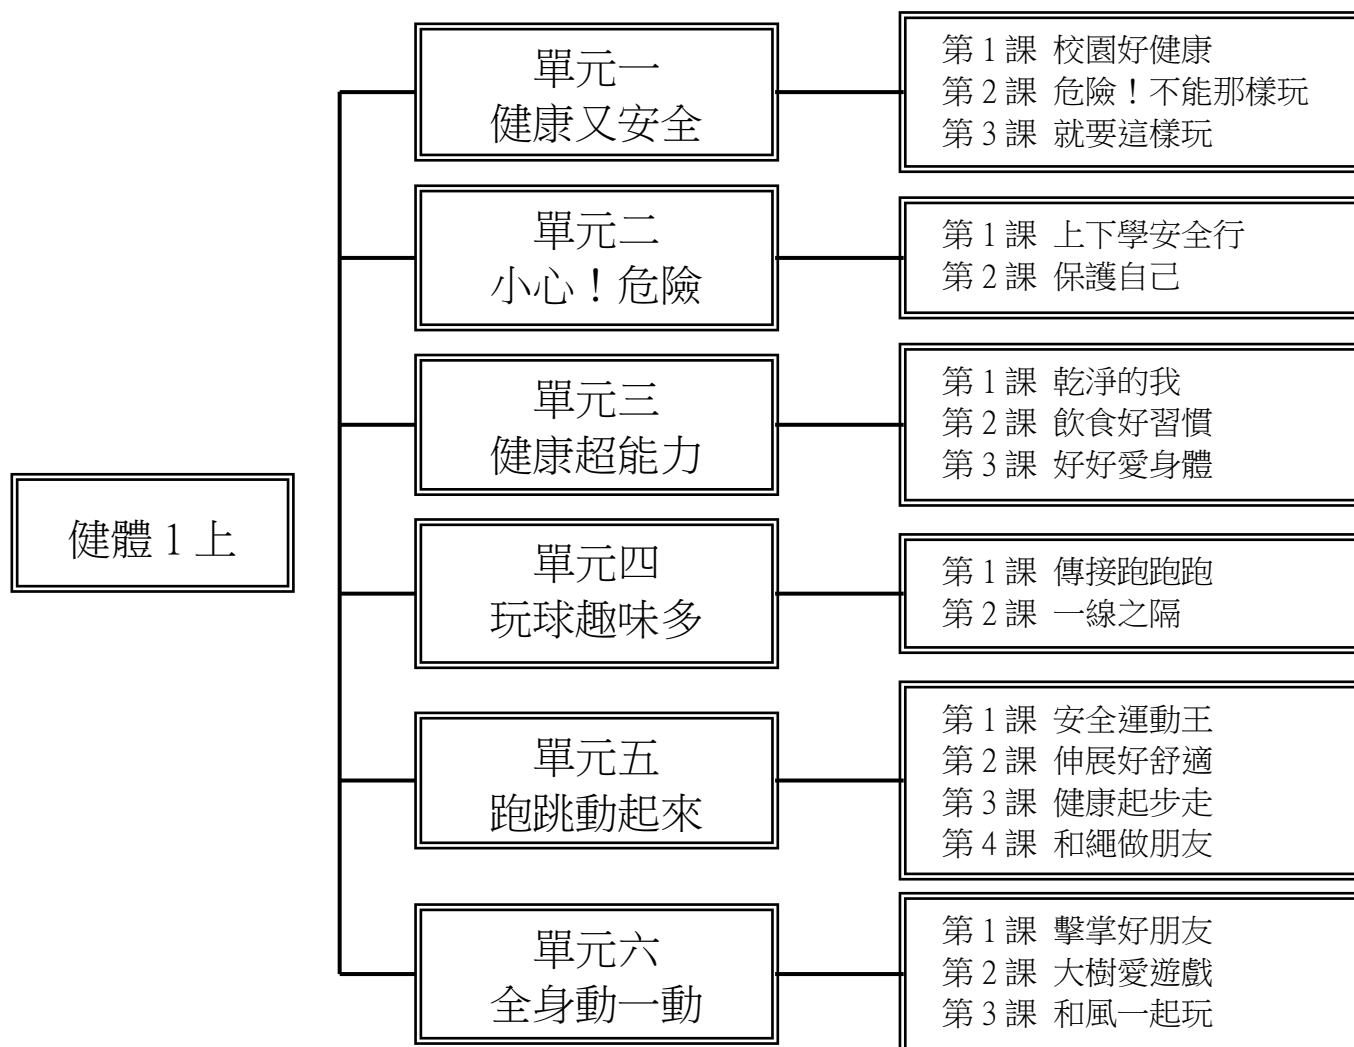 健體 1 上
單元一
健康又安全
第 1 課 校園好健康
第 2 課 危險！不能那樣玩
第 3 課 就要這樣玩
單元二
小心！危險
第 1 課 上下學安全行
第 2 課 保護自己
單元三
健康超能力
第 1 課 乾淨的我
第 2 課 飲食好習慣
第 3 課 好好愛身體
單元四
玩球趣味多
第 1 課 傳接跑跑跑
第 2 課 一線之隔
單元五
跑跳動起來
第 1 課 安全運動王
第 2 課 伸展好舒適
第 3 課 健康起步走
第 4 課 和繩做朋友
單元六
全身動一動
第 1 課 擊掌好朋友
第 2 課 大樹愛遊戲
第 3 課 和風一起玩